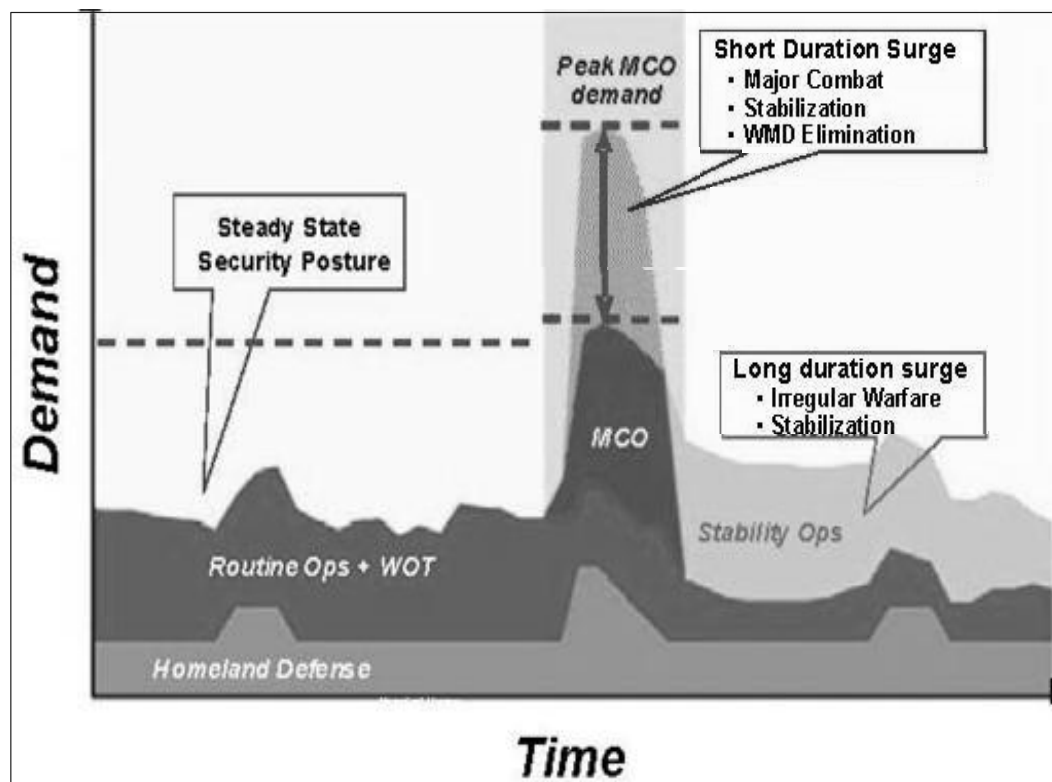 Peak MCO
demand
Short Duration Surge
▪ Major Combat
▪ Stabilization
▪ WMD Elimination
Steady State
Security Posture
Demand
Long duration surge
▪ Irregular Warfare
▪ Stabilization
MCO
Stability Ops
Routine Ops + WOT
Homeland Defense
Time